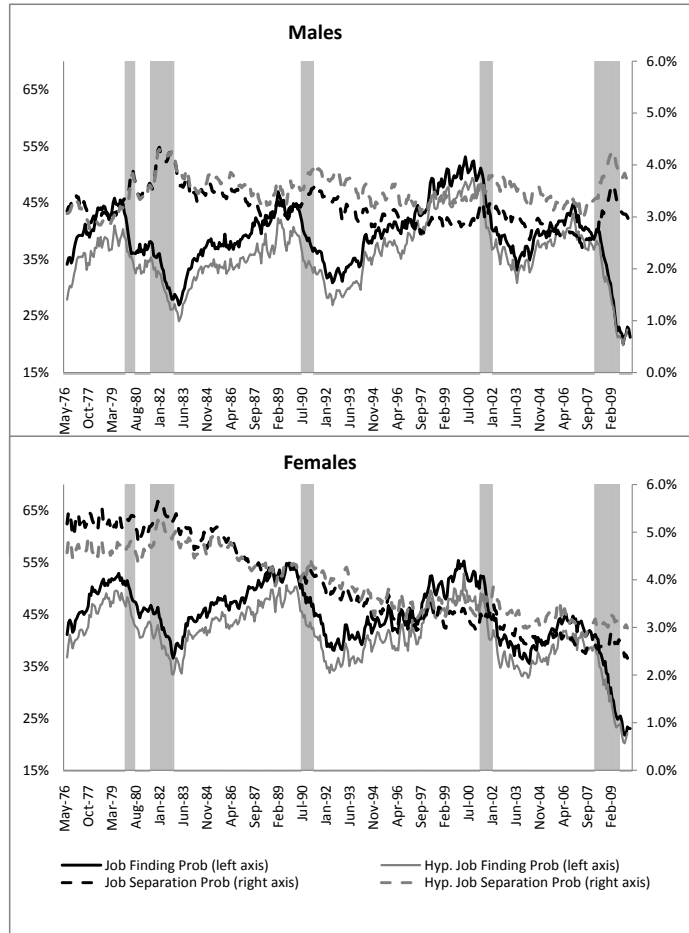 Males
65%
55%
45%
35%
25%
15%
6.0%
5.0%
4.0%
3.0%
2.0%
1.0%
0.0%
May-76
Oct-77
Mar-79
Aug-80
Jan-82
Jun-83
Nov-84
Apr-86
Sep-87
Feb-89
Jul-90
Dec-91
Jan-92
Jun-93
Nov-94
Apr-96
Sep-97
Feb-99
Jul-00
Jan-02
Jun-03
Nov-04
Apr-06
Sep-07
Feb-09
Females
65%
55%
45%
35%
25%
15%
6.0%
5.0%
4.0%
3.0%
2.0%
1.0%
0.0%
May-76
Oct-77
Mar-79
Aug-80
Jan-82
Jun-83
Nov-84
Apr-86
Sep-87
Feb-89
Jul-90
Jan-92
Jun-93
Nov-94
Apr-96
Sep-97
Feb-99
Jul-00
Jan-02
Jun-03
Nov-04
Apr-06
Sep-07
Feb-09
Job Finding Prob (left axis)
Hyp. Job Finding Prob (left axis)
Job Separation Prob (right axis)
Hyp. Job Separation Prob (right axis)